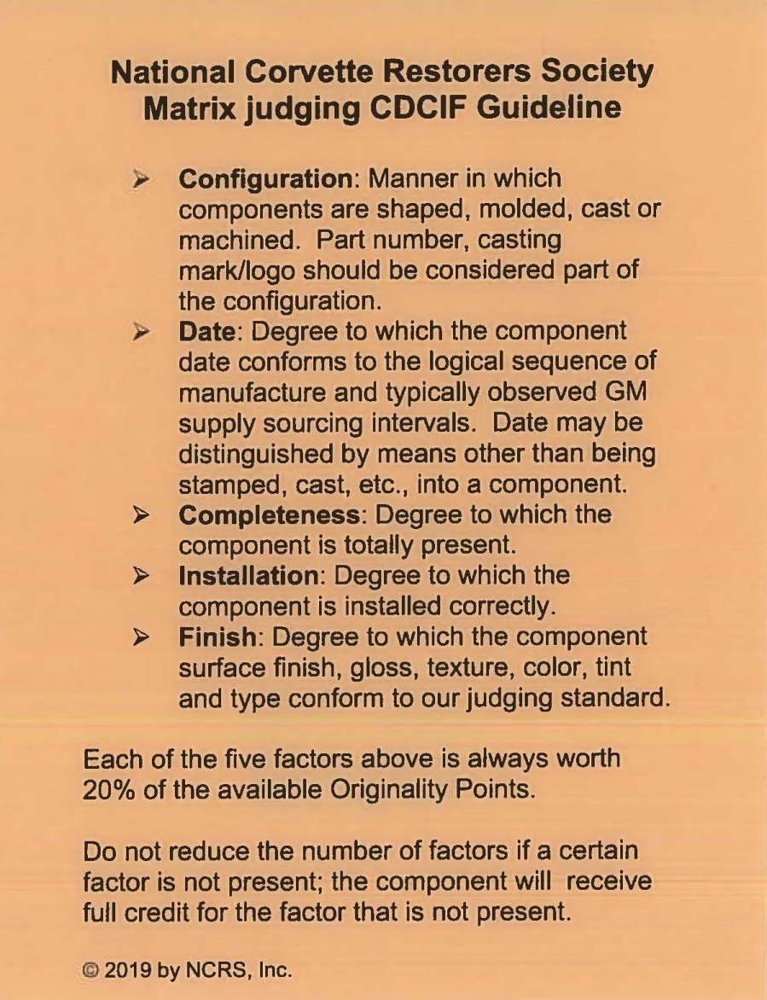 National Corvette Restorers Society
Matrix judging CDCIF Guideline
➢ Configuration: Manner in which
components are shaped, molded, cast or
machined.  Part number, casting
mark/logo should be considered part of
the configuration.
➢ Date: Degree to which the component
date conforms to the logical sequence of
manufacture and typically observed GM
supply sourcing intervals.  Date may be
distinguished by means other than being
stamped, cast, etc., into a component.
➢ Completeness: Degree to which the
component is totally present.
➢ Installation: Degree to which the
component is installed correctly.
➢ Finish: Degree to which the component
surface finish, gloss, texture, color, tint
and type conform to our judging standard.
Each of the five factors above is always worth
20% of the available Originality Points.
Do not reduce the number of factors if a certain
factor is not present; the component will  receive
full credit for the factor that is not present.
© 2019 by NCRS, Inc.